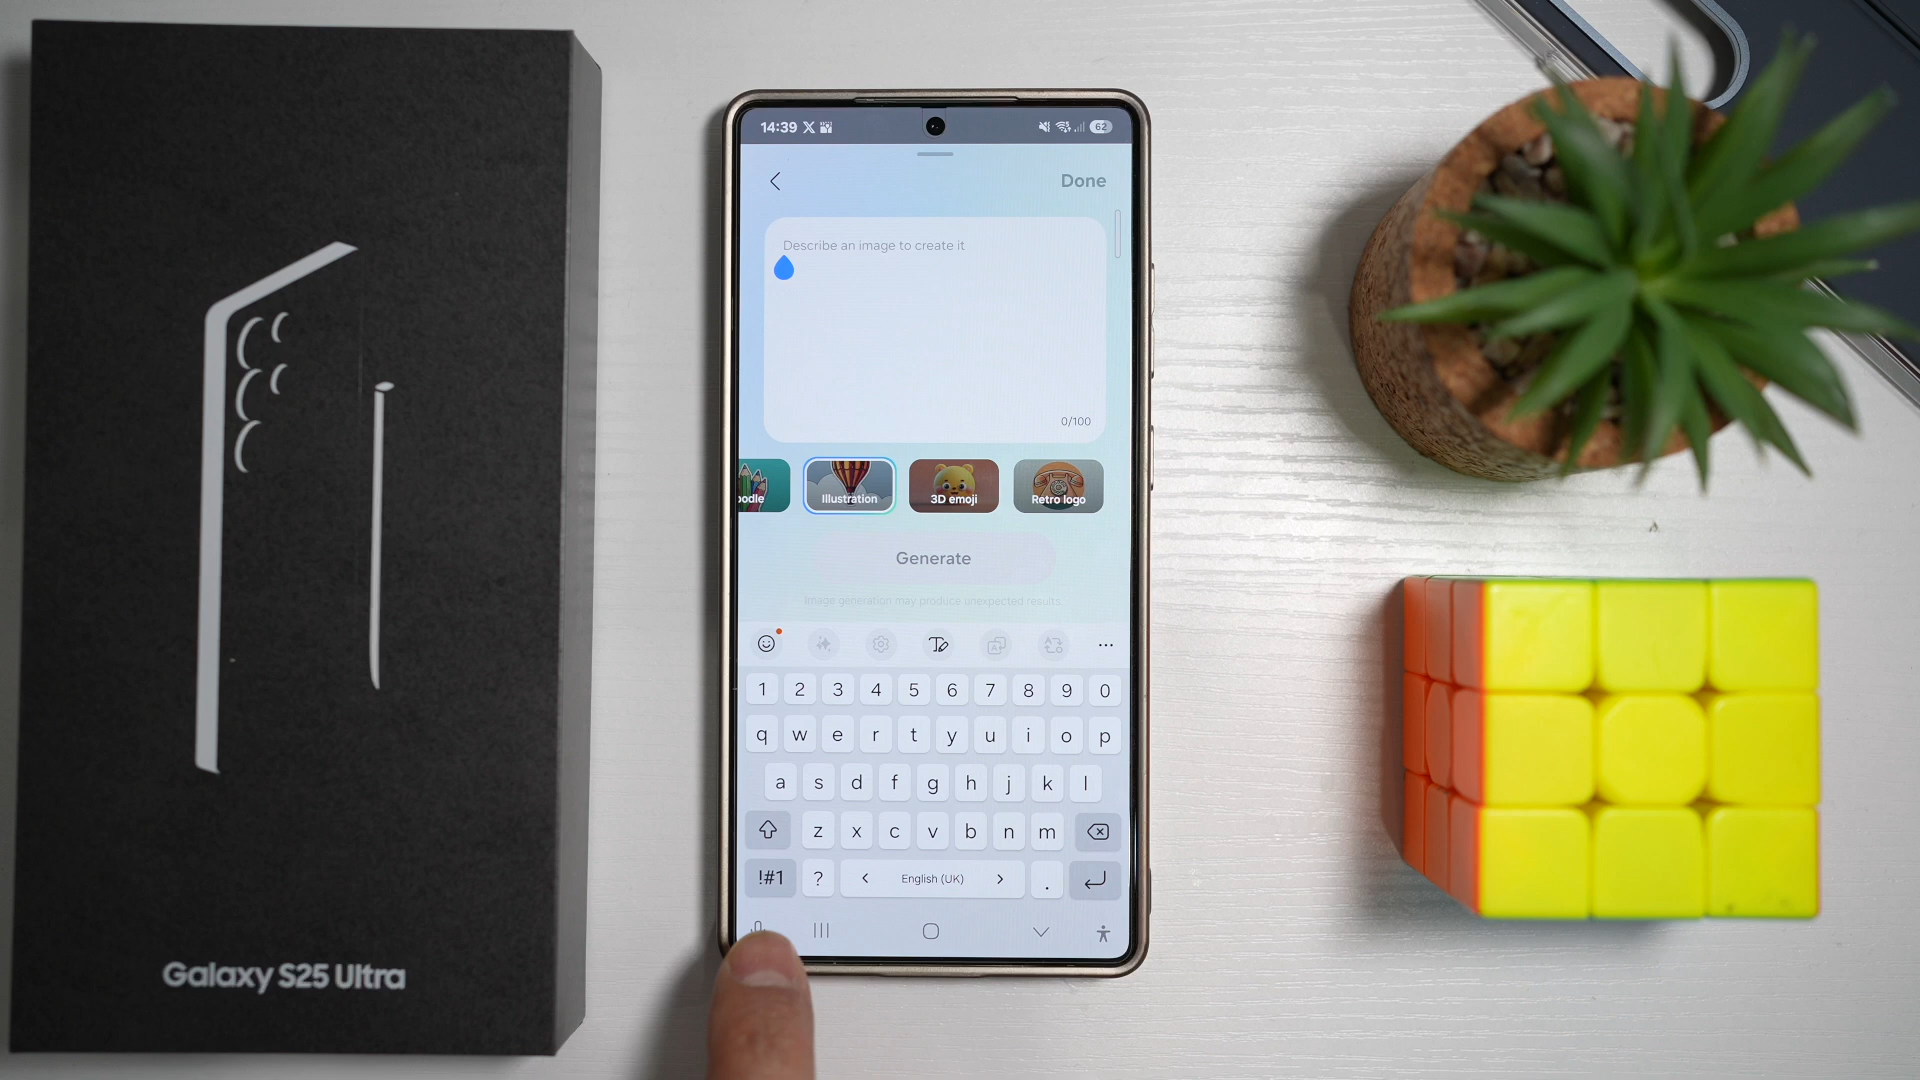 Galaxy S25 Ultra
14:39
62
Done
Describe an image to create it
0/100
oodle
Illustration
3D emoji
Retro logo
Generate
Image generation may produce unexpected results.
1 2 3 4 5 6 7 8 9 0
q w e r t y u i o p
a s d f g h j k l
z x c v b n m
!#1 ? < English (UK) > .